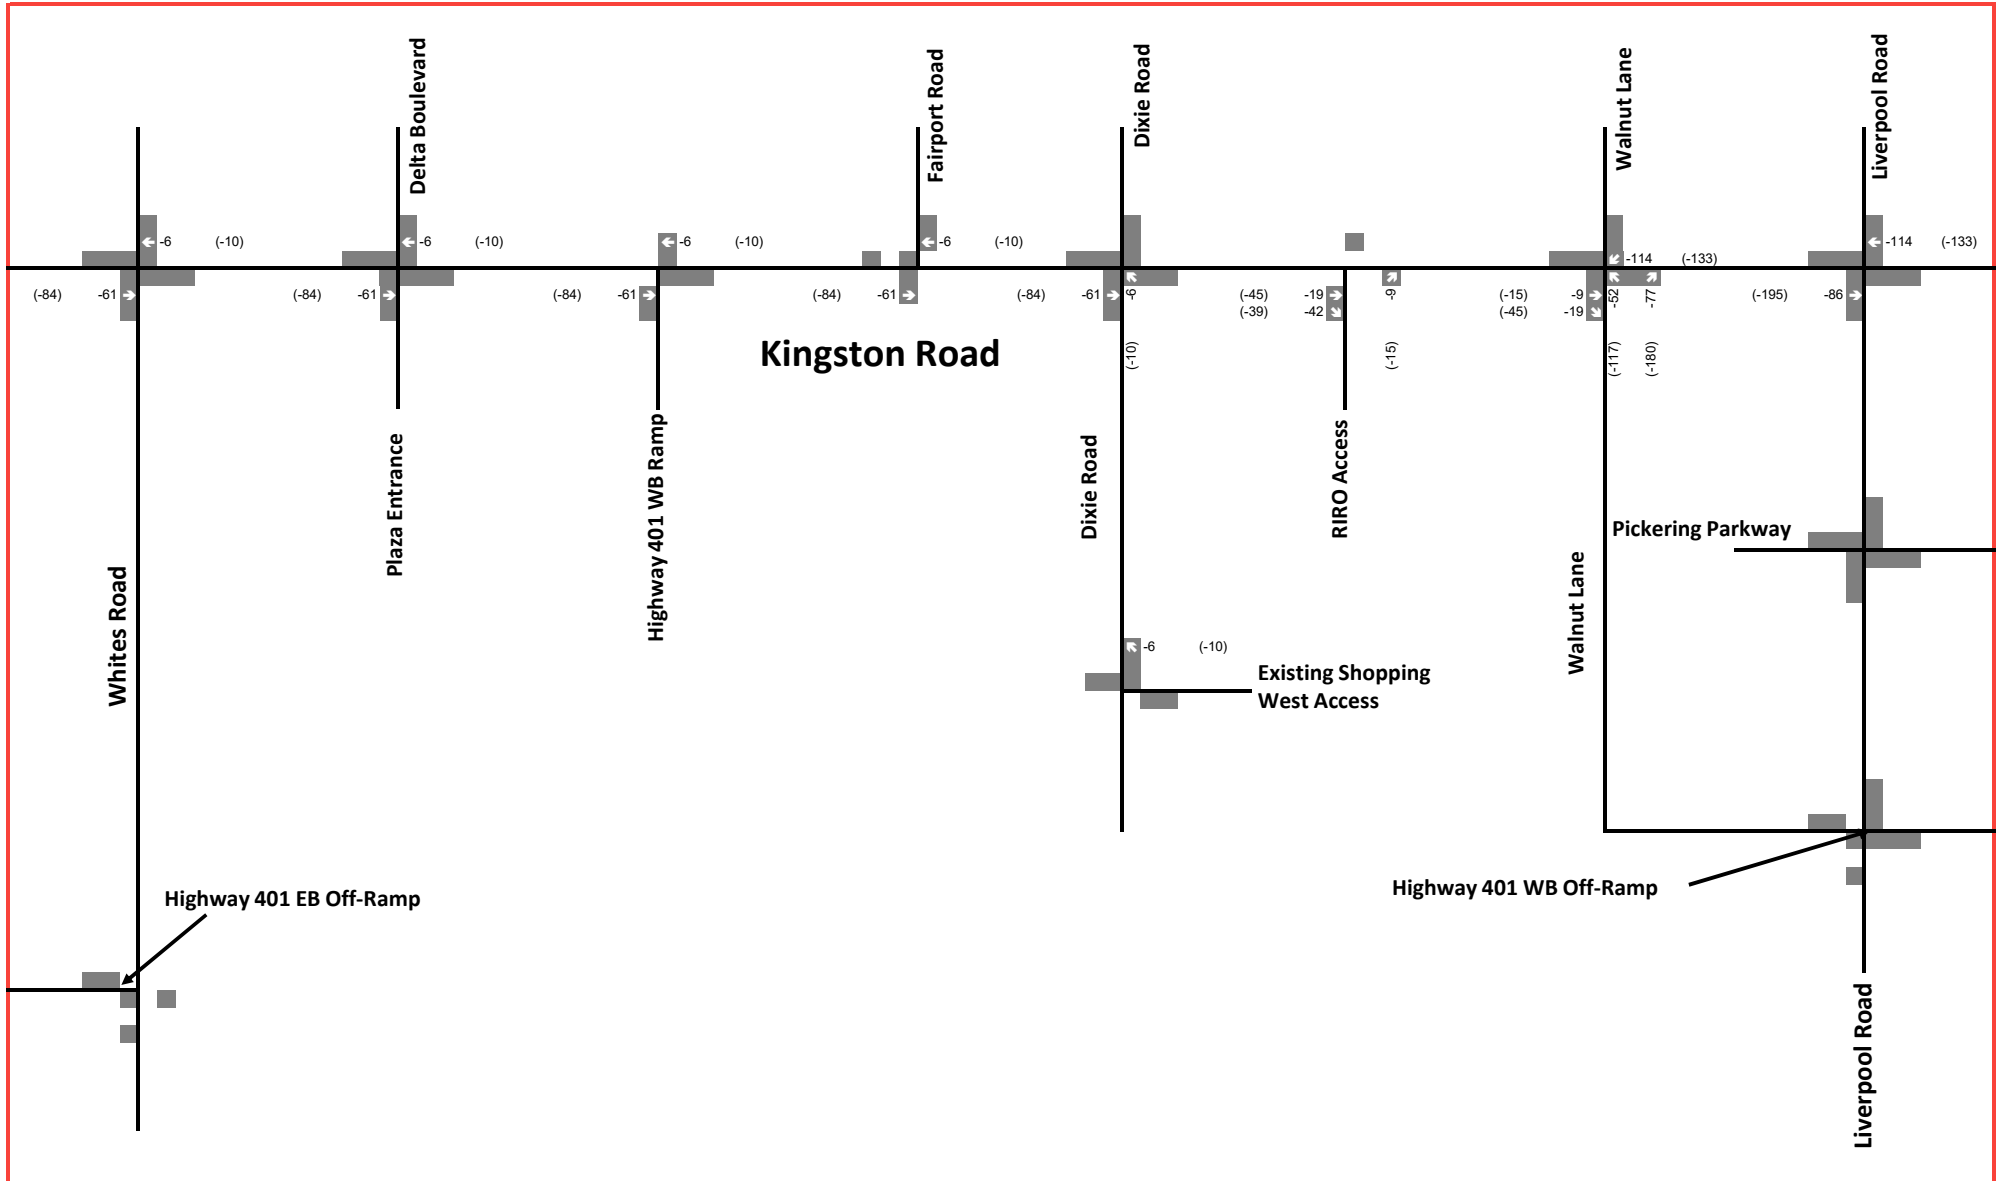 Delta Boulevard
Fairport Road
Dixie Road
Walnut Lane
Liverpool Road
-6 (-10)
-6 (-10)
-6 (-10)
-6 (-10)
-114 (-133)
-114 (-133)
(-84) -61
(-84) -61
(-84) -61
(-84) -61
(-84) -61
-6
(-10)
(-45) -19
(-39) -42
-9
(-15)
(-15) -9
(-45) -19
-52
-77
(-117)
(-180)
(-195) -86
Kingston Road
Plaza Entrance
Highway 401 WB Ramp
Dixie Road
RIRO Access
Pickering Parkway
Whites Road
Walnut Lane
-6 (-10)
Existing Shopping
West Access
Highway 401 EB Off-Ramp
Highway 401 WB Off-Ramp
Liverpool Road